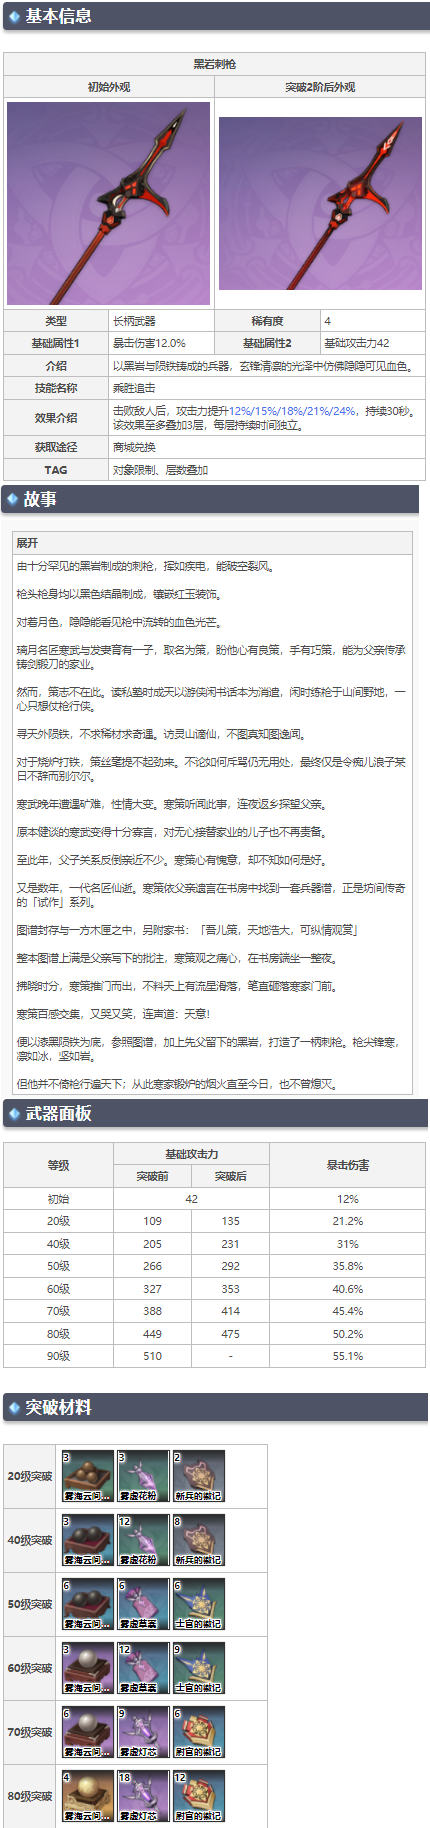 基本信息
黑岩刺枪
初始外观 突破2阶后外观
类型 长柄武器 稀有度 4
基础属性1 暴击伤害12.0% 基础属性2 基础攻击力42
介绍 以黑岩与陨铁铸成的兵器，玄锋清凛的光泽中仿佛隐隐可见血色。
技能名称 乘胜追击
效果介绍 击败敌人后，攻击力提升12%/15%/18%/21%/24%，持续30秒。
该效果至多叠加3层，每层持续时间独立。
获取途径 商城兑换
TAG 对象限制、层数叠加
故事
展开
由十分罕见的黑岩制成的刺枪，挥如疾电，能破空裂风。
枪头枪身均以黑色结晶制成，镶嵌红玉装饰。
对着月色，隐隐能看见枪中流转的血色光芒。
璃月名匠寒武与发妻育有一子，取名为策，盼他心有良策，手有巧策，能为父亲传承
铸剑锻刀的家业。
然而，策志不在此。读私塾时成天以游侠闲书话本为消遣，闲时练枪于山间野地，一
心只想仗枪行侠。
寻天外陨铁，不求稀材求奇遇。访灵山谪仙，不图真知图逸闻。
对于烧炉打铁，策丝毫提不起劲来。不论如何斥骂仍无用处，最终仅是令痴儿浪子某
日不辞而别尔尔。
寒武晚年遭遇矿难，性情大变。寒策听闻此事，连夜返乡探望父亲。
原本健谈的寒武变得十分寡言，对无心接替家业的儿子也不再责备。
至此年，父子关系反倒亲近不少。寒策心有愧意，却不知如何是好。
又是数年，一代名匠仙逝。寒策依父亲遗言在书房中找到一套兵器谱，正是坊间传奇
的「试作」系列。
图谱封存与一方木匣之中，另附家书：「吾儿策，天地浩大，可纵情观赏」
整本图谱上满是父亲写下的批注，寒策观之痛心，在书房踌坐一整夜。
拂晓时分，寒策推门而出，不料天上有流星滑落，笔直砸落寒家门前。
寒策百感交集，又哭又笑，连声道：天意！
便以漆黑陨铁为底，参照图谱，加上先父留下的黑岩，打造了一柄刺枪。枪尖锋寒，
凛如冰，坚如岩。
但他并不倚枪行遍天下；从此寒家锻炉的烟火直至今日，也不曾熄灭。
武器面板
等级 基础攻击力 暴击伤害
突破前 突破后
初始 42 12%
20级 109 135 21.2%
40级 205 231 31%
50级 266 292 35.8%
60级 327 353 40.6%
70级 388 414 45.4%
80级 449 475 50.2%
90级 510 - 55.1%
突破材料
20级突破 3 雾海云间... 3 雾虚花粉 2 新兵的徽记
40级突破 3 雾海云间... 12 雾虚花粉 8 新兵的徽记
50级突破 6 雾海云间... 6 雾虚草囊 6 士官的徽记
60级突破 3 雾海云间... 12 雾虚草囊 9 士官的徽记
70级突破 6 雾海云间... 9 雾虚灯芯 6 尉官的徽记
80级突破 4 雾海云间... 18 雾虚灯芯 12 尉官的徽记